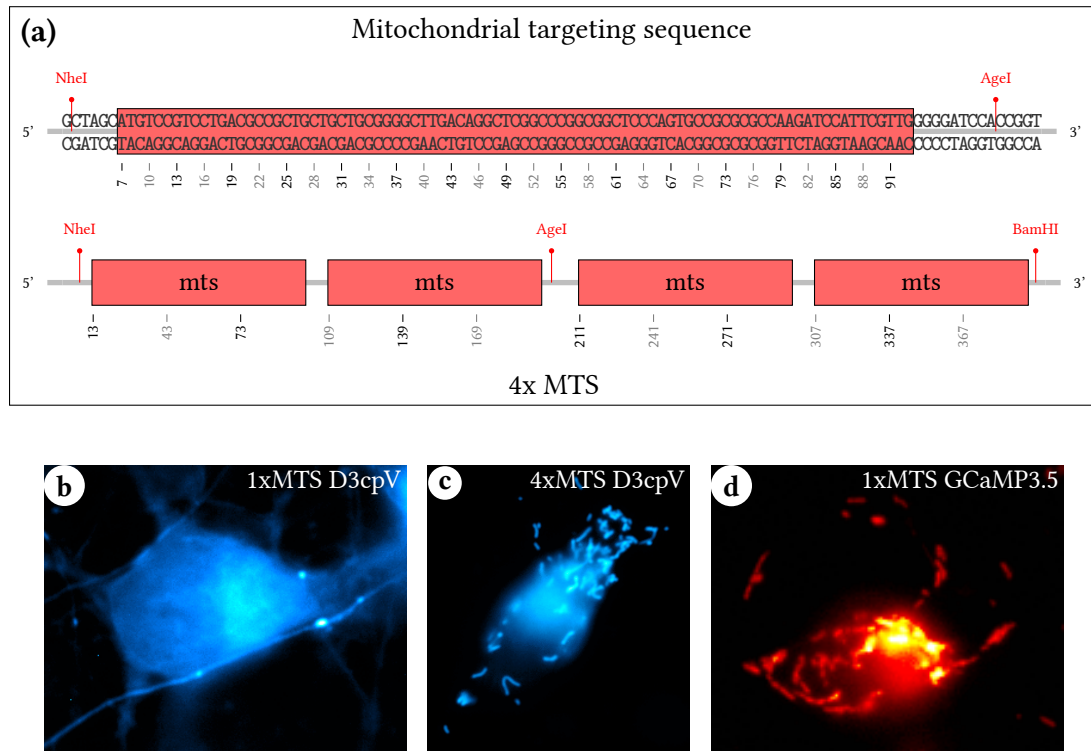 (a)
Mitochondrial targeting sequence
NheI AgeI
5’ GCTAGCATGTCCGTCCTGACGCCGCTGCTGCTGCGGGGCTTGACAGGCTCGGCCCGGCGGCTCCCAGTGCCGCGCGCCAAGATCCATTCGTTGGGGGATCCACCGGT 3’
CGATCGTACAGGCAGGACTGCGGCGACGACGACGCCCCGAACTGTCCGAGCCGGGCCGCCGAGGGTCACGGCGCGCGGTTCTAGGTAAGCAACCCCCTAGGTGGCCA
7 10 13 16 19 22 25 28 31 34 37 40 43 46 49 52 55 58 61 64 67 70 73 76 79 82 85 88 91
NheI AgeI BamHI
5’ mts mts mts mts 3’
13 43 73 109 139 169 211 241 271 307 337 367
4x MTS
b 1xMTS D3cpV
c 4xMTS D3cpV
d 1xMTS GCaMP3.5